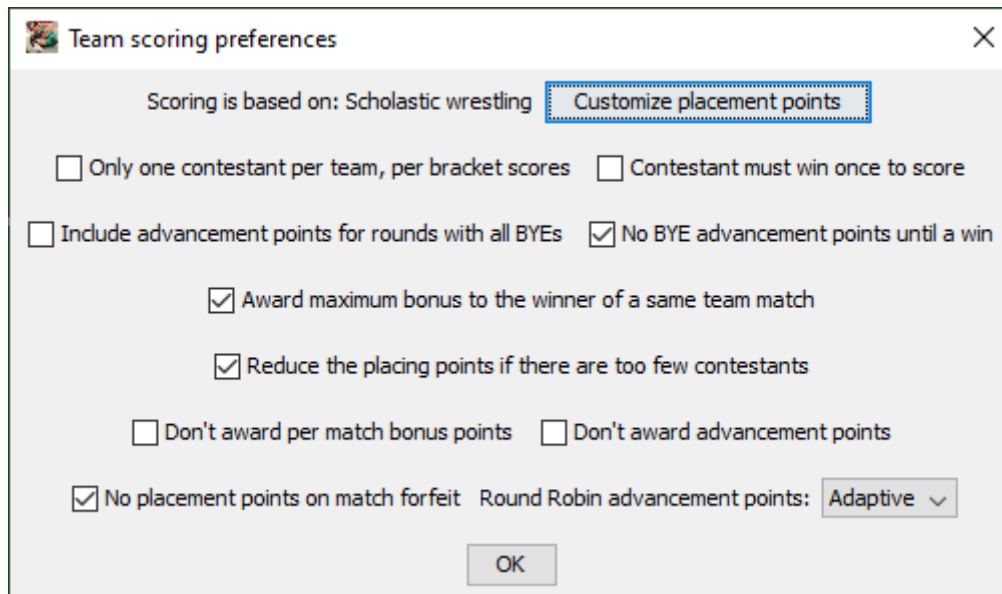 Team scoring preferences
Scoring is based on: Scholastic wrestling Customize placement points
Only one contestant per team, per bracket scores Contestant must win once to score
Include advancement points for rounds with all BYEs No BYE advancement points until a win
Award maximum bonus to the winner of a same team match
Reduce the placing points if there are too few contestants
Don't award per match bonus points Don't award advancement points
No placement points on match forfeit Round Robin advancement points: Adaptive
OK